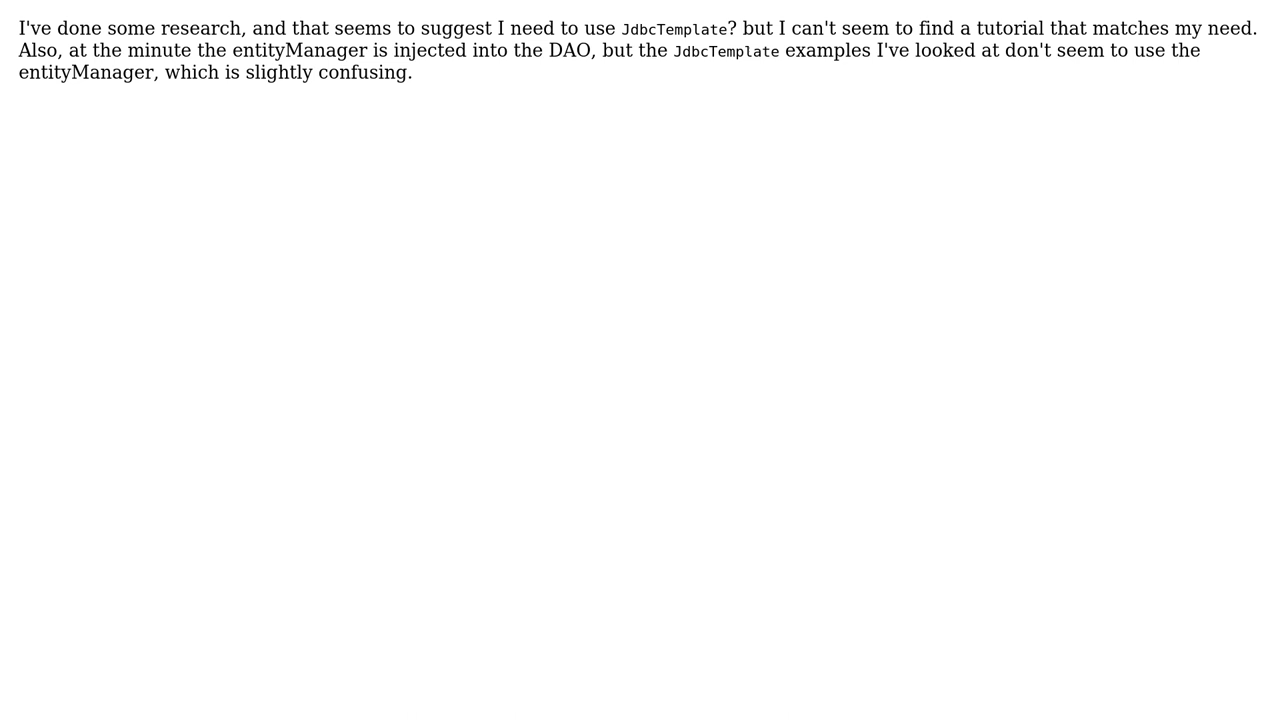 I've done some research, and that seems to suggest I need to use JdbcTemplate? but I can't seem to find a tutorial that matches my need.
Also, at the minute the entityManager is injected into the DAO, but the JdbcTemplate examples I've looked at don't seem to use the
entityManager, which is slightly confusing.